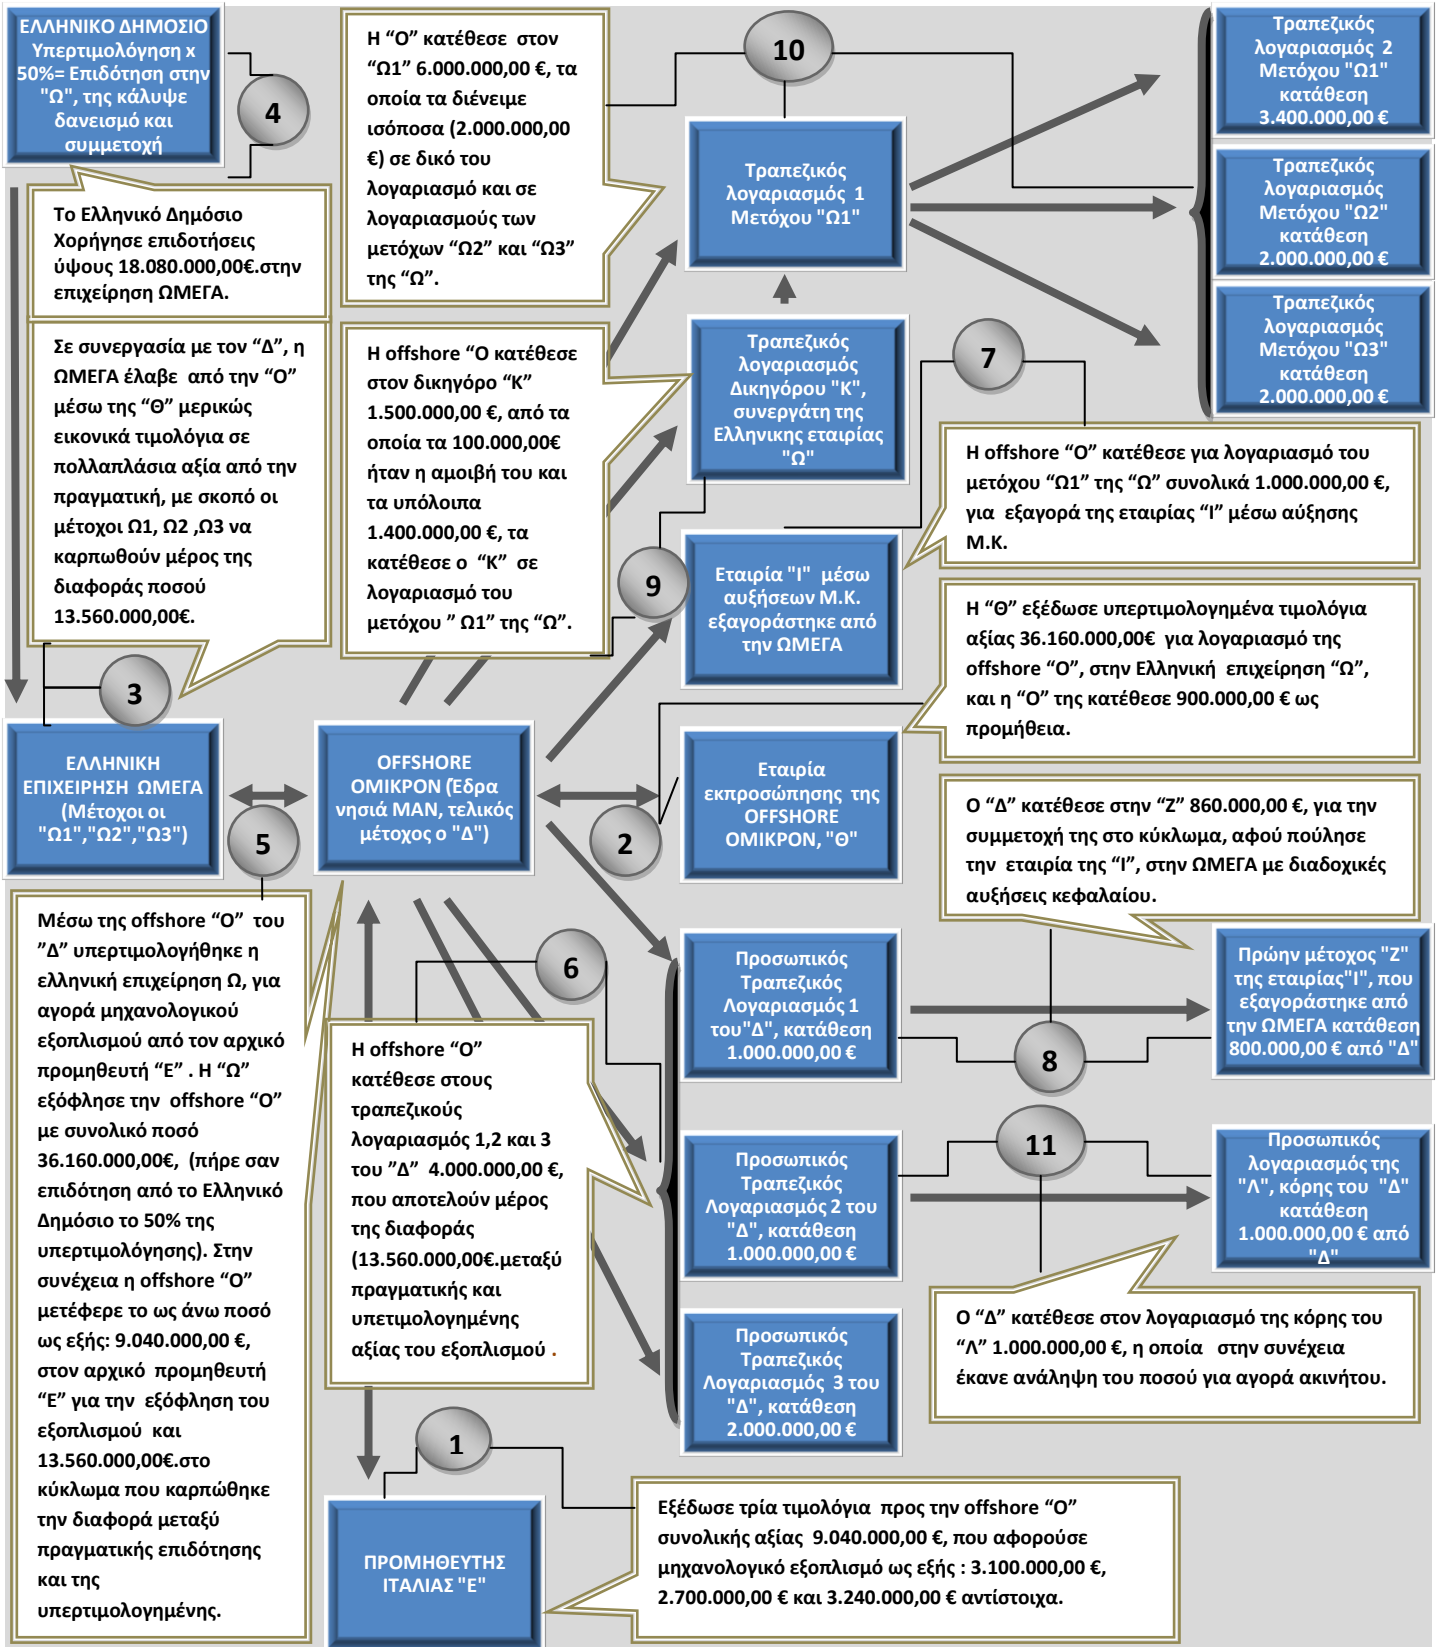 ΕΛΛΗΝΙΚΟ ΔΗΜΟΣΙΟ
Υπερτιμολόγηση x
50%= Επιδότηση στην
"Ω", της κάλυψε
δανεισμό και
συμμετοχή
4
Το Ελληνικό Δημόσιο
Χορήγησε επιδοτήσεις
ύψους 18.080.000,00€.στην
επιχείρηση ΩΜΕΓΑ.
Σε συνεργασία με τον “Δ”, η
ΩΜΕΓΑ έλαβε από την “Ο”
μέσω της “Θ” μερικώς
εικονικά τιμολόγια σε
πολλαπλάσια αξία από την
πραγματική, με σκοπό οι
μέτοχοι Ω1, Ω2 ,Ω3 να
καρπωθούν μέρος της
διαφοράς ποσού
13.560.000,00€.
3
ΕΛΛΗΝΙΚΗ
ΕΠΙΧΕΙΡΗΣΗ ΩΜΕΓΑ
(Μέτοχοι οι
"Ω1","Ω2","Ω3")
5
Μέσω της offshore “Ο” του
”Δ” υπερτιμολογήθηκε η
ελληνική επιχείρηση Ω, για
αγορά μηχανολογικού
εξοπλισμού από τον αρχικό
προμηθευτή “Ε” . Η “Ω”
εξόφλησε την offshore “Ο”
με συνολικό ποσό
36.160.000,00€, (πήρε σαν
επιδότηση από το Ελληνικό
Δημόσιο το 50% της
υπερτιμολόγησης). Στην
συνέχεια η offshore “Ο”
μετέφερε το ως άνω ποσό
ως εξής: 9.040.000,00 €,
στον αρχικό προμηθευτή
“Ε” για την εξόφληση του
εξοπλισμού και
13.560.000,00€.στο
κύκλωμα που καρπώθηκε
την διαφορά μεταξύ
πραγματικής επιδότησης
και της
υπερτιμολογημένης.
Η “Ο” κατέθεσε στον
“Ω1” 6.000.000,00 €, τα
οποία τα διένειμε
ισόποσα (2.000.000,00
€) σε δικό του
λογαριασμό και σε
λογαριασμούς των
μετόχων “Ω2” και “Ω3”
της “Ω”.
10
Τραπεζικός
λογαριασμός 1
Μετόχου "Ω1"
Τραπεζικός
λογαριασμός 2
Μετόχου "Ω1"
κατάθεση
3.400.000,00 €
Τραπεζικός
λογαριασμός
Μετόχου "Ω2"
κατάθεση
2.000.000,00 €
Τραπεζικός
λογαριασμός
Μετόχου "Ω3"
κατάθεση
2.000.000,00 €
Η offshore “Ο κατέθεσε
στον δικηγόρο “Κ”
1.500.000,00 €, από τα
οποία τα 100.000,00€
ήταν η αμοιβή του και
τα υπόλοιπα
1.400.000,00 €, τα
κατέθεσε ο “Κ” σε
λογαριασμό του
μετόχου ” Ω1” της “Ω”.
Τραπεζικός
λογαριασμός
Δικηγόρου "Κ",
συνεργάτη της
Ελληνικης εταιρίας
"Ω"
7
Η offshore “Ο” κατέθεσε για λογαριασμό του
μετόχου “Ω1” της “Ω” συνολικά 1.000.000,00 €,
για εξαγορά της εταιρίας “Ι” μέσω αύξησης
Μ.Κ.
9
Εταιρία "Ι" μέσω
αυξήσεων Μ.Κ.
εξαγοράστηκε από
την ΩΜΕΓΑ
Η “Θ” εξέδωσε υπερτιμολογημένα τιμολόγια
αξίας 36.160.000,00€ για λογαριασμό της
offshore “Ο”, στην Ελληνική επιχείρηση “Ω”,
και η “Ο” της κατέθεσε 900.000,00 € ως
προμήθεια.
OFFSHORE
ΟΜΙΚΡΟΝ (Έδρα
νησιά ΜΑΝ, τελικός
μέτοχος ο "Δ")
2
Εταιρία
εκπροσώπησης της
OFFSHORE
ΟΜΙΚΡΟΝ, "Θ"
Ο “Δ” κατέθεσε στην “Ζ” 860.000,00 €, για την
συμμετοχή της στο κύκλωμα, αφού πούλησε
την εταιρία της “Ι”, στην ΩΜΕΓΑ με διαδοχικές
αυξήσεις κεφαλαίου.
6
Η offshore “Ο”
κατέθεσε στους
τραπεζικούς
λογαριασμός 1,2 και 3
του ”Δ” 4.000.000,00 €,
που αποτελούν μέρος
της διαφοράς
(13.560.000,00€.μεταξύ
πραγματικής και
υπετιμολογημένης
αξίας του εξοπλισμού .
Προσωπικός
Τραπεζικός
Λογαριασμός 1
του"Δ", κατάθεση
1.000.000,00 €
8
Πρώην μέτοχος "Ζ"
της εταιρίας"Ι", που
εξαγοράστηκε από
την ΩΜΕΓΑ κατάθεση
800.000,00 € από "Δ"
Προσωπικός
Τραπεζικός
Λογαριασμός 2 του
"Δ", κατάθεση
1.000.000,00 €
11
Προσωπικός
λογαριασμός της
"Λ", κόρης του "Δ"
κατάθεση
1.000.000,00 € από
"Δ"
Ο “Δ” κατέθεσε στον λογαριασμό της κόρης του
“Λ” 1.000.000,00 €, η οποία στην συνέχεια
έκανε ανάληψη του ποσού για αγορά ακινήτου.
Προσωπικός
Τραπεζικός
Λογαριασμός 3 του
"Δ", κατάθεση
2.000.000,00 €
1
ΠΡΟΜΗΘΕΥΤΗΣ
ΙΤΑΛΙΑΣ "Ε"
Εξέδωσε τρία τιμολόγια προς την offshore “Ο”
συνολικής αξίας 9.040.000,00 €, που αφορούσε
μηχανολογικό εξοπλισμό ως εξής : 3.100.000,00 €,
2.700.000,00 € και 3.240.000,00 € αντίστοιχα.